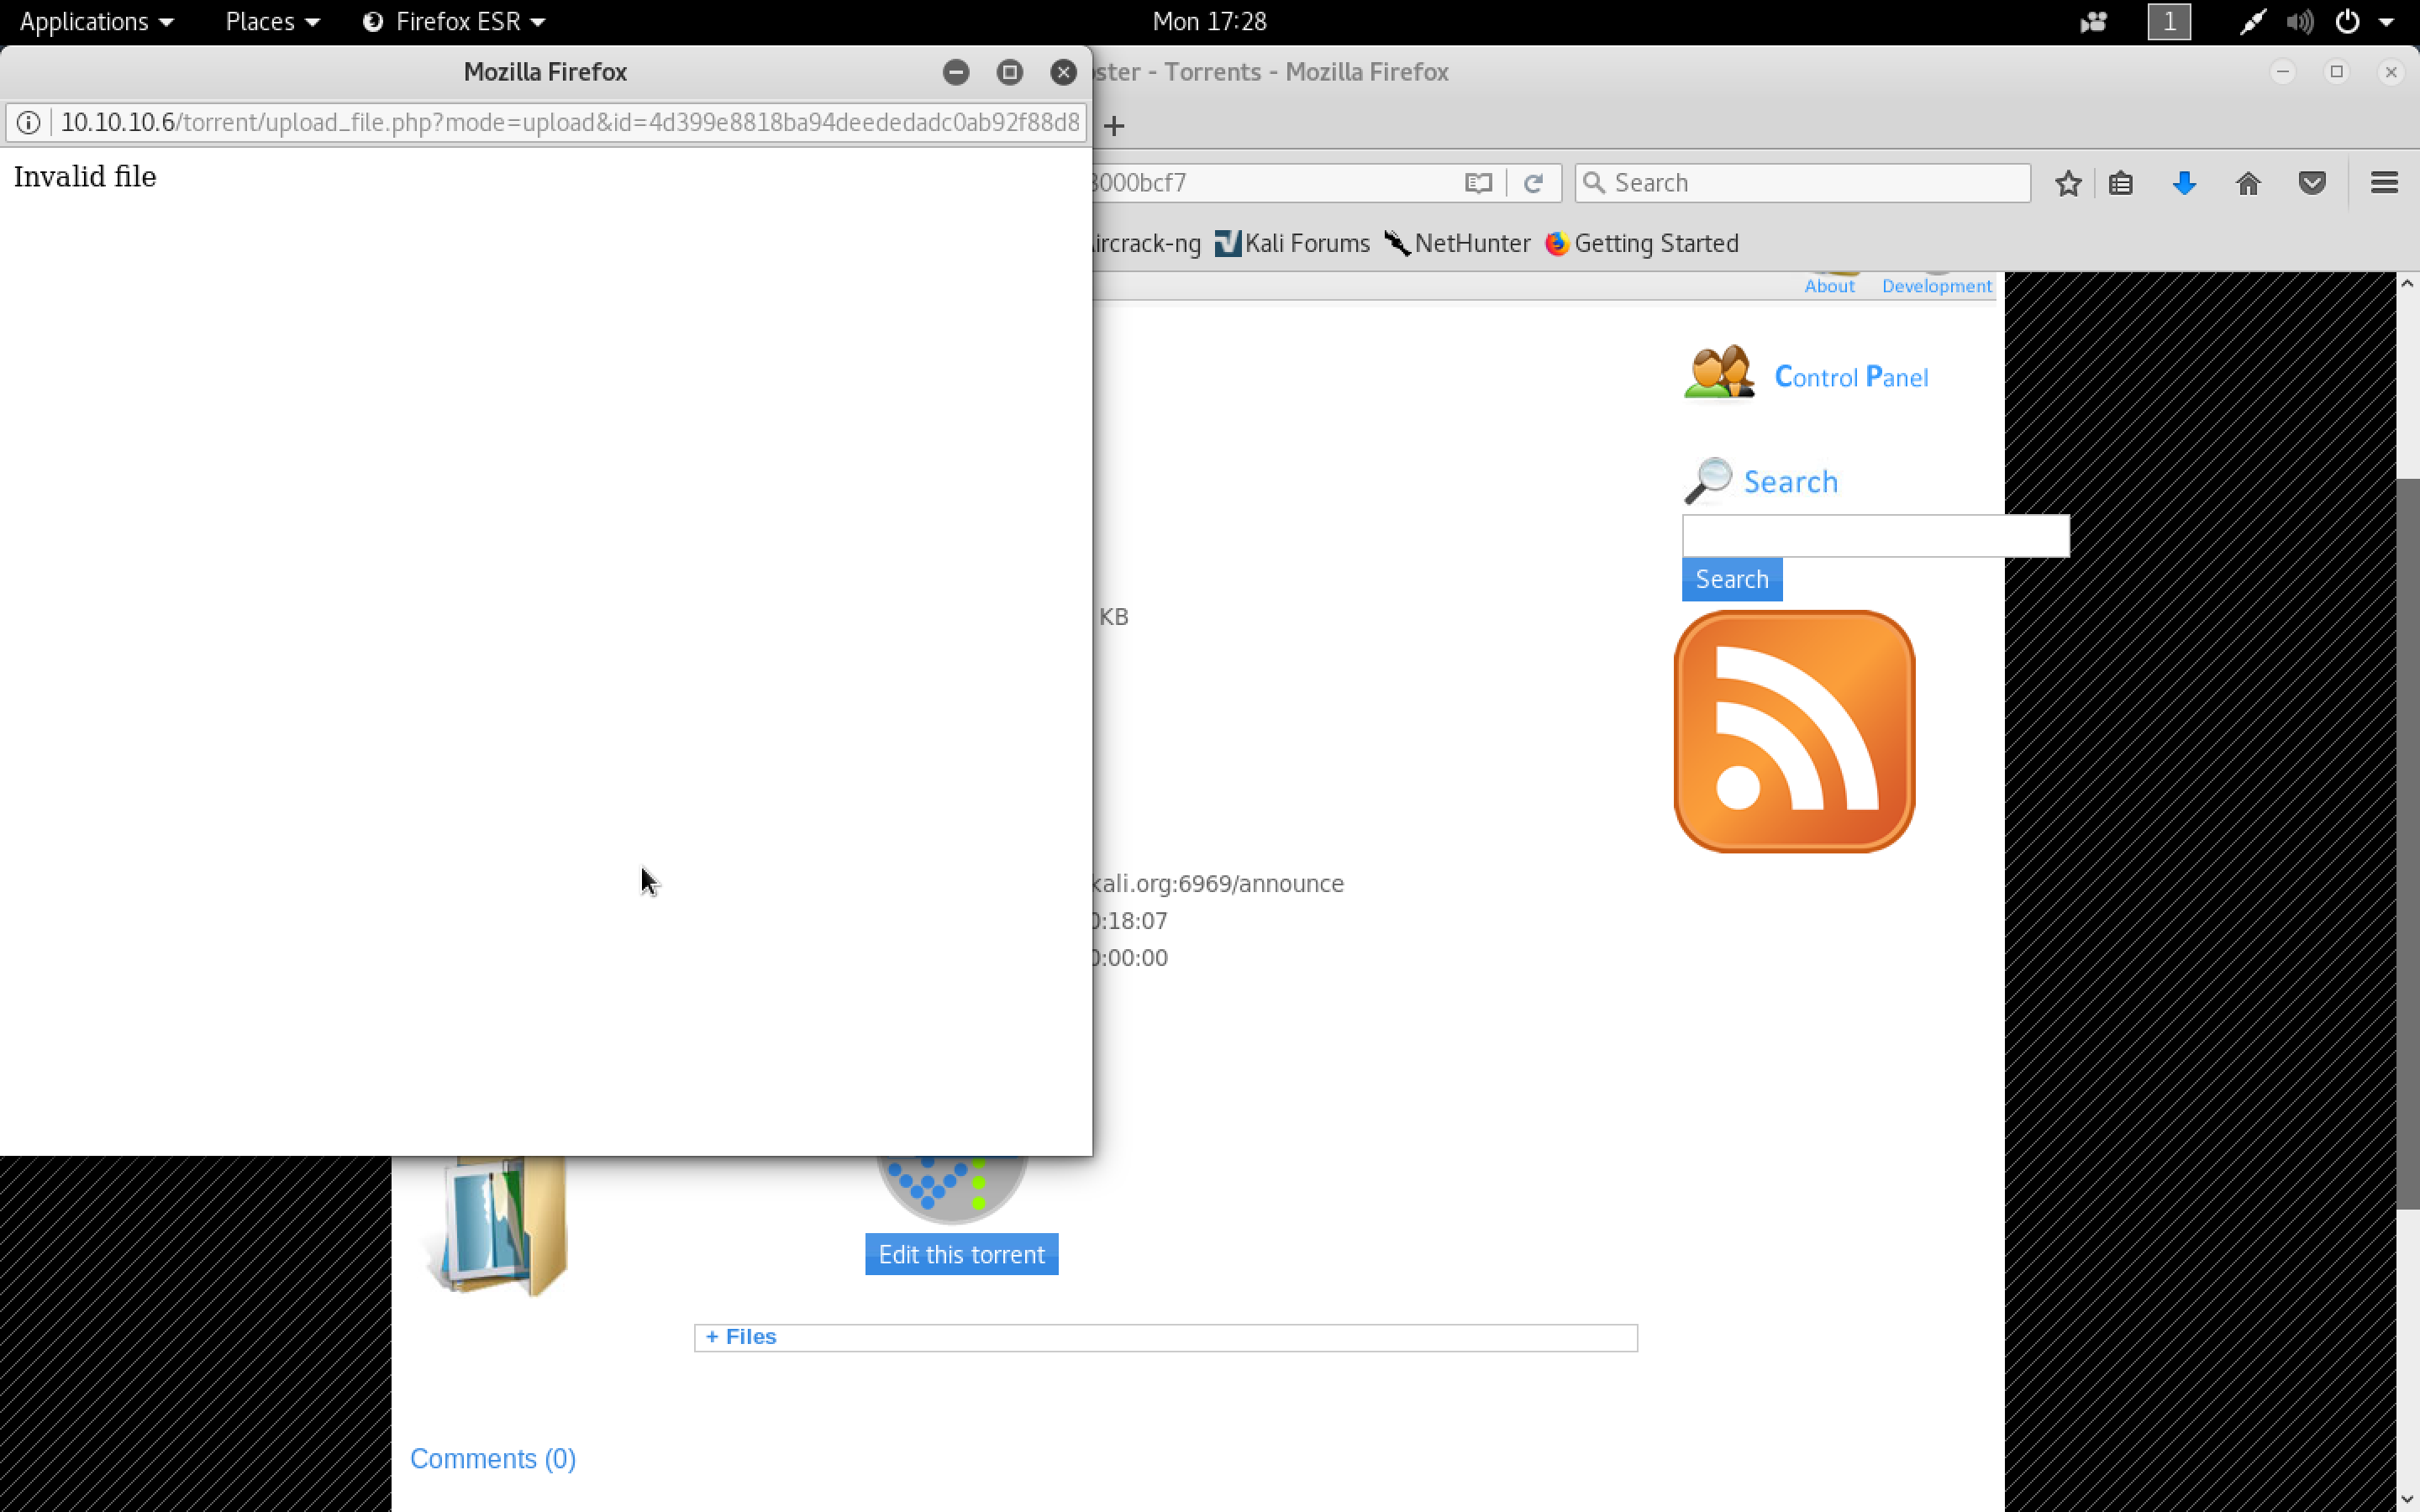 Applications Places Firefox ESR Mon 17:28 1
Mozilla Firefox
oster - Torrents - Mozilla Firefox
10.10.10.6/torrent/upload_file.php?mode=upload&id=4d399e8818ba94deededadc0ab92f88d8
Invalid file
3000bcf7 Search
Aircrack-ng Kali Forums NetHunter Getting Started
About Development
Control Panel
Search
Search
KB
kali.org:6969/announce
0:18:07
0:00:00
Edit this torrent
+ Files
Comments (0)